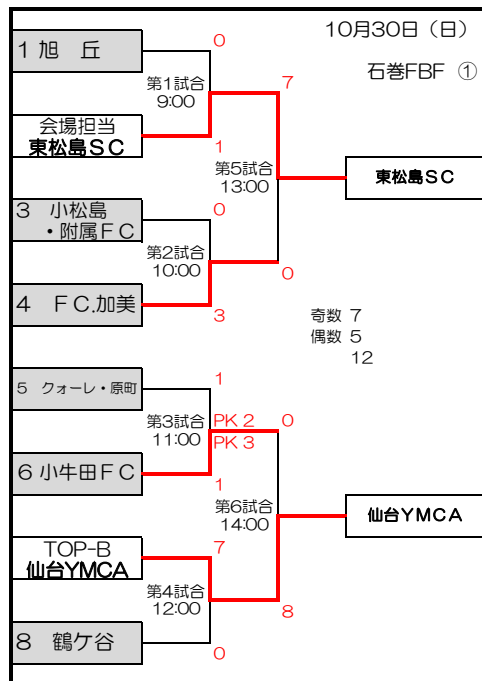 10月30日（日）
石巻FBF ①
1 旭 丘
0
第1試合
9:00
7
会場担当
東松島SC
1
第5試合
13:00
東松島SC
3 小松島
・附属FC
0
第2試合
10:00
0
4 FC.加美
3
奇数 7
偶数 5
12
5 クォーレ・原町
1
第3試合
11:00
PK 2
PK 3
0
6 小牛田FC
1
第6試合
14:00
仙台YMCA
TOP-B
仙台YMCA
7
第4試合
12:00
8
8 鶴ケ谷
0